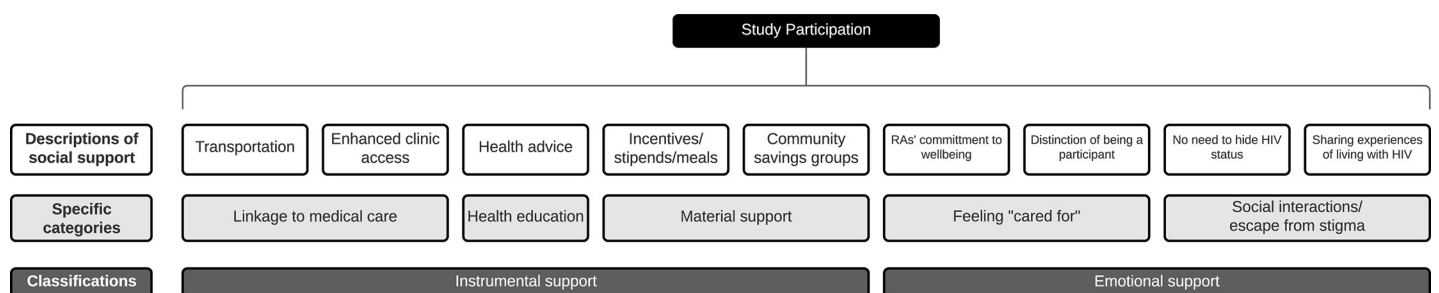 Study Participation
Descriptions of
social support
Transportation
Enhanced clinic
access
Health advice
Incentives/
stipends/meals
Community
savings groups
RAs' committment to
wellbeing
Distinction of being a
participant
No need to hide HIV
status
Sharing experiences
of living with HIV
Specific
categories
Linkage to medical care
Health education
Material support
Feeling "cared for"
Social interactions/
escape from stigma
Classifications
Instrumental support
Emotional support